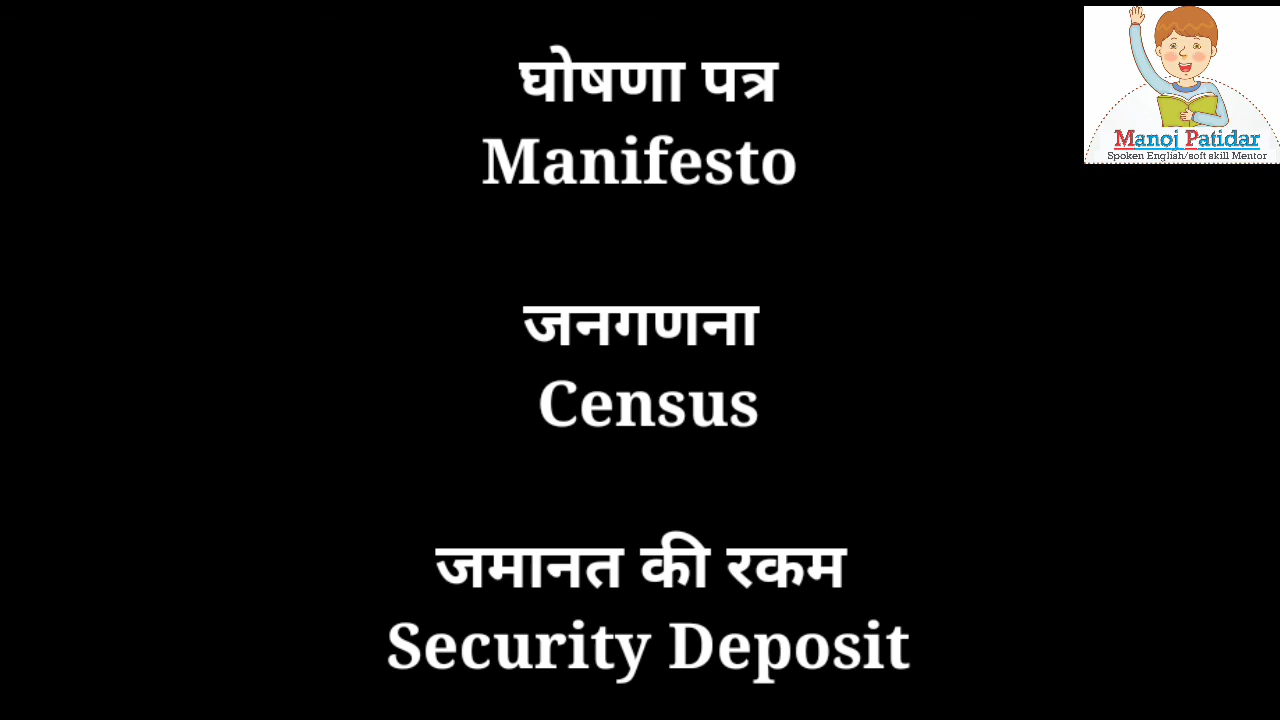 घोषणा पत्र
Manifesto
जनगणना
Census
जमानत की रकम
Security Deposit
Manoj Patidar
Spoken English/soft skill Mentor